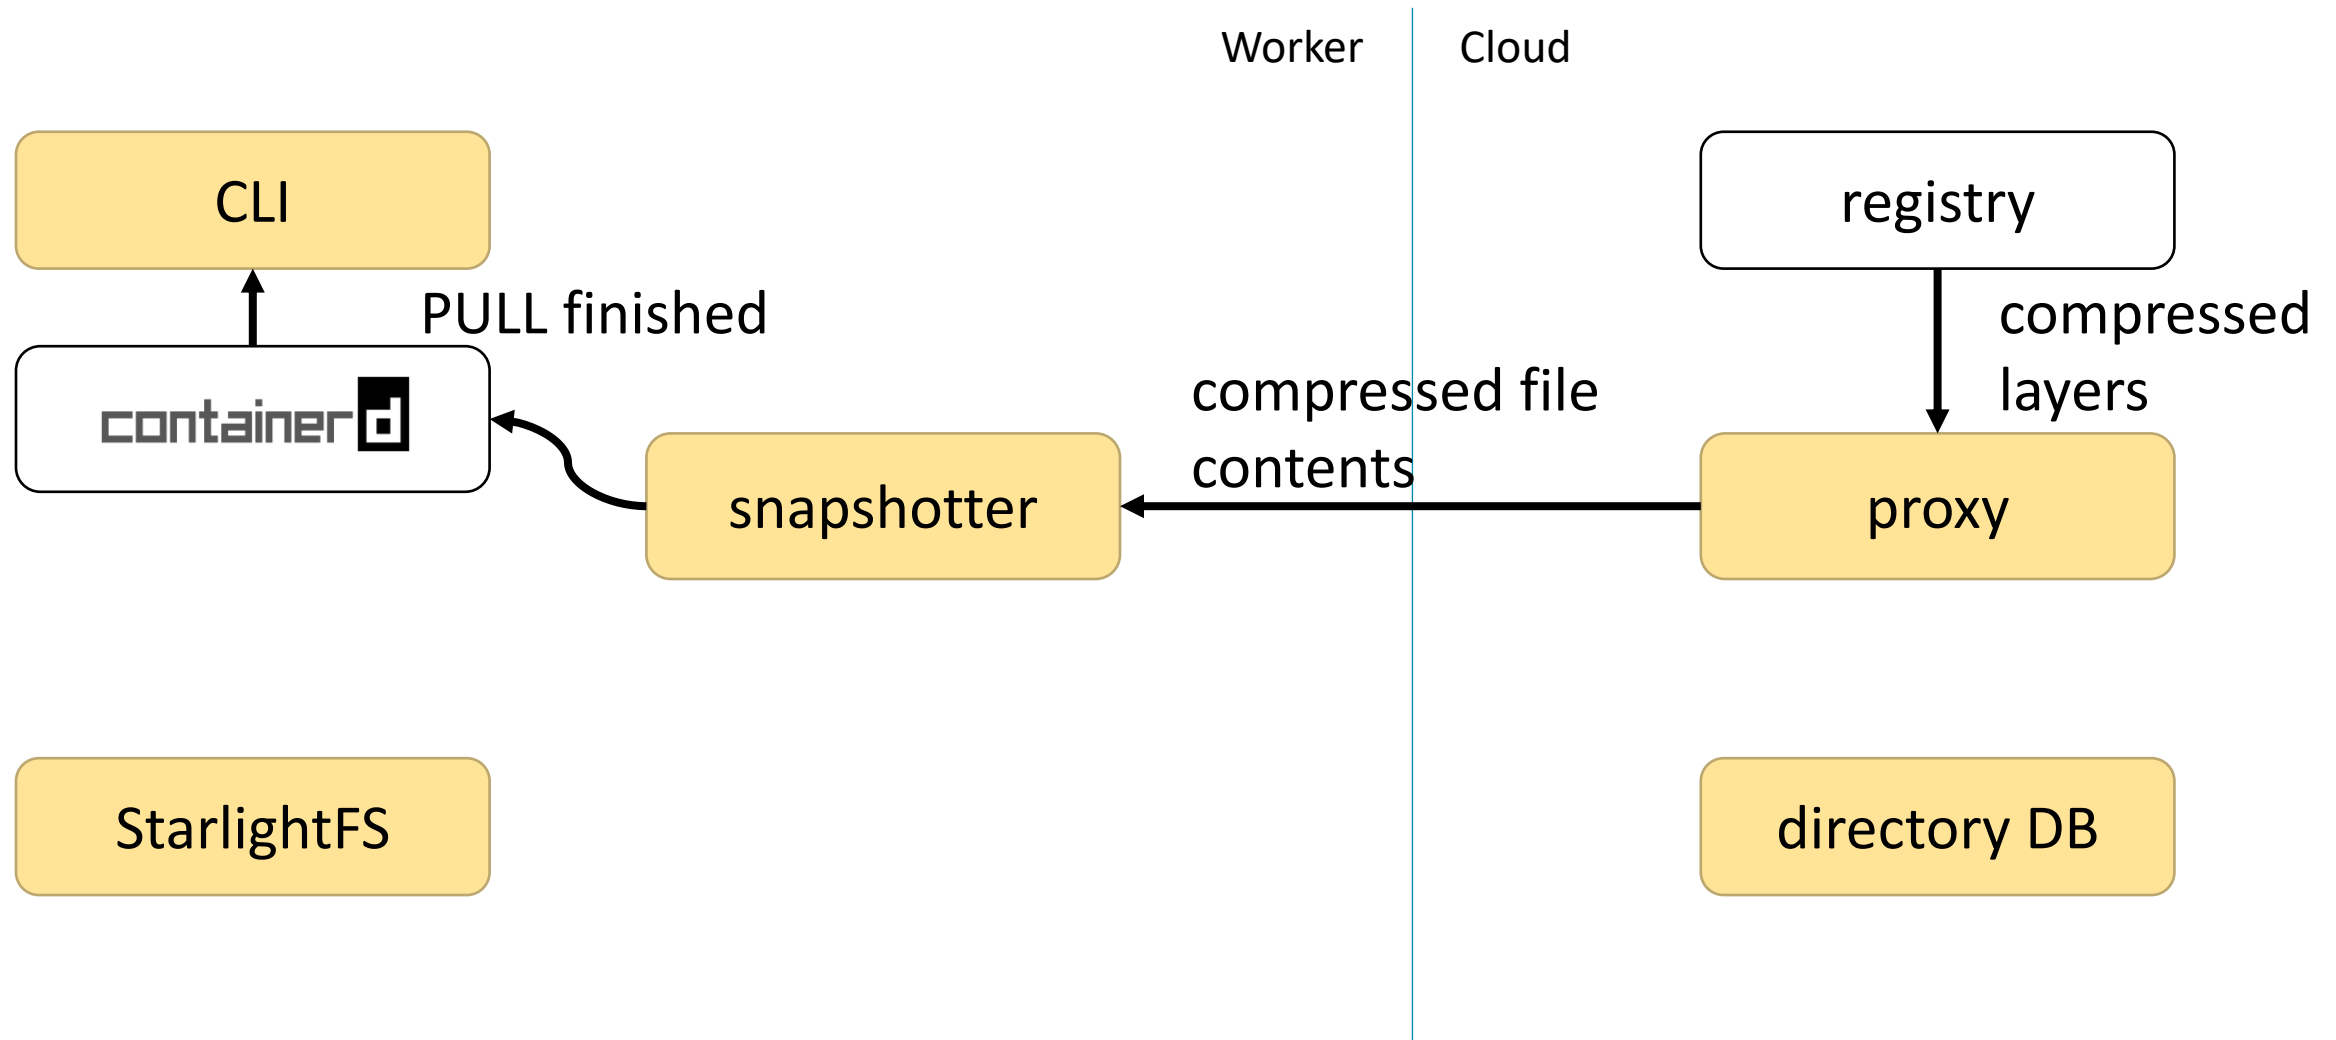 Worker
Cloud
CLI
registry
PULL finished
compressed
layers
containerd
compressed file
contents
snapshotter
proxy
StarlightFS
directory DB